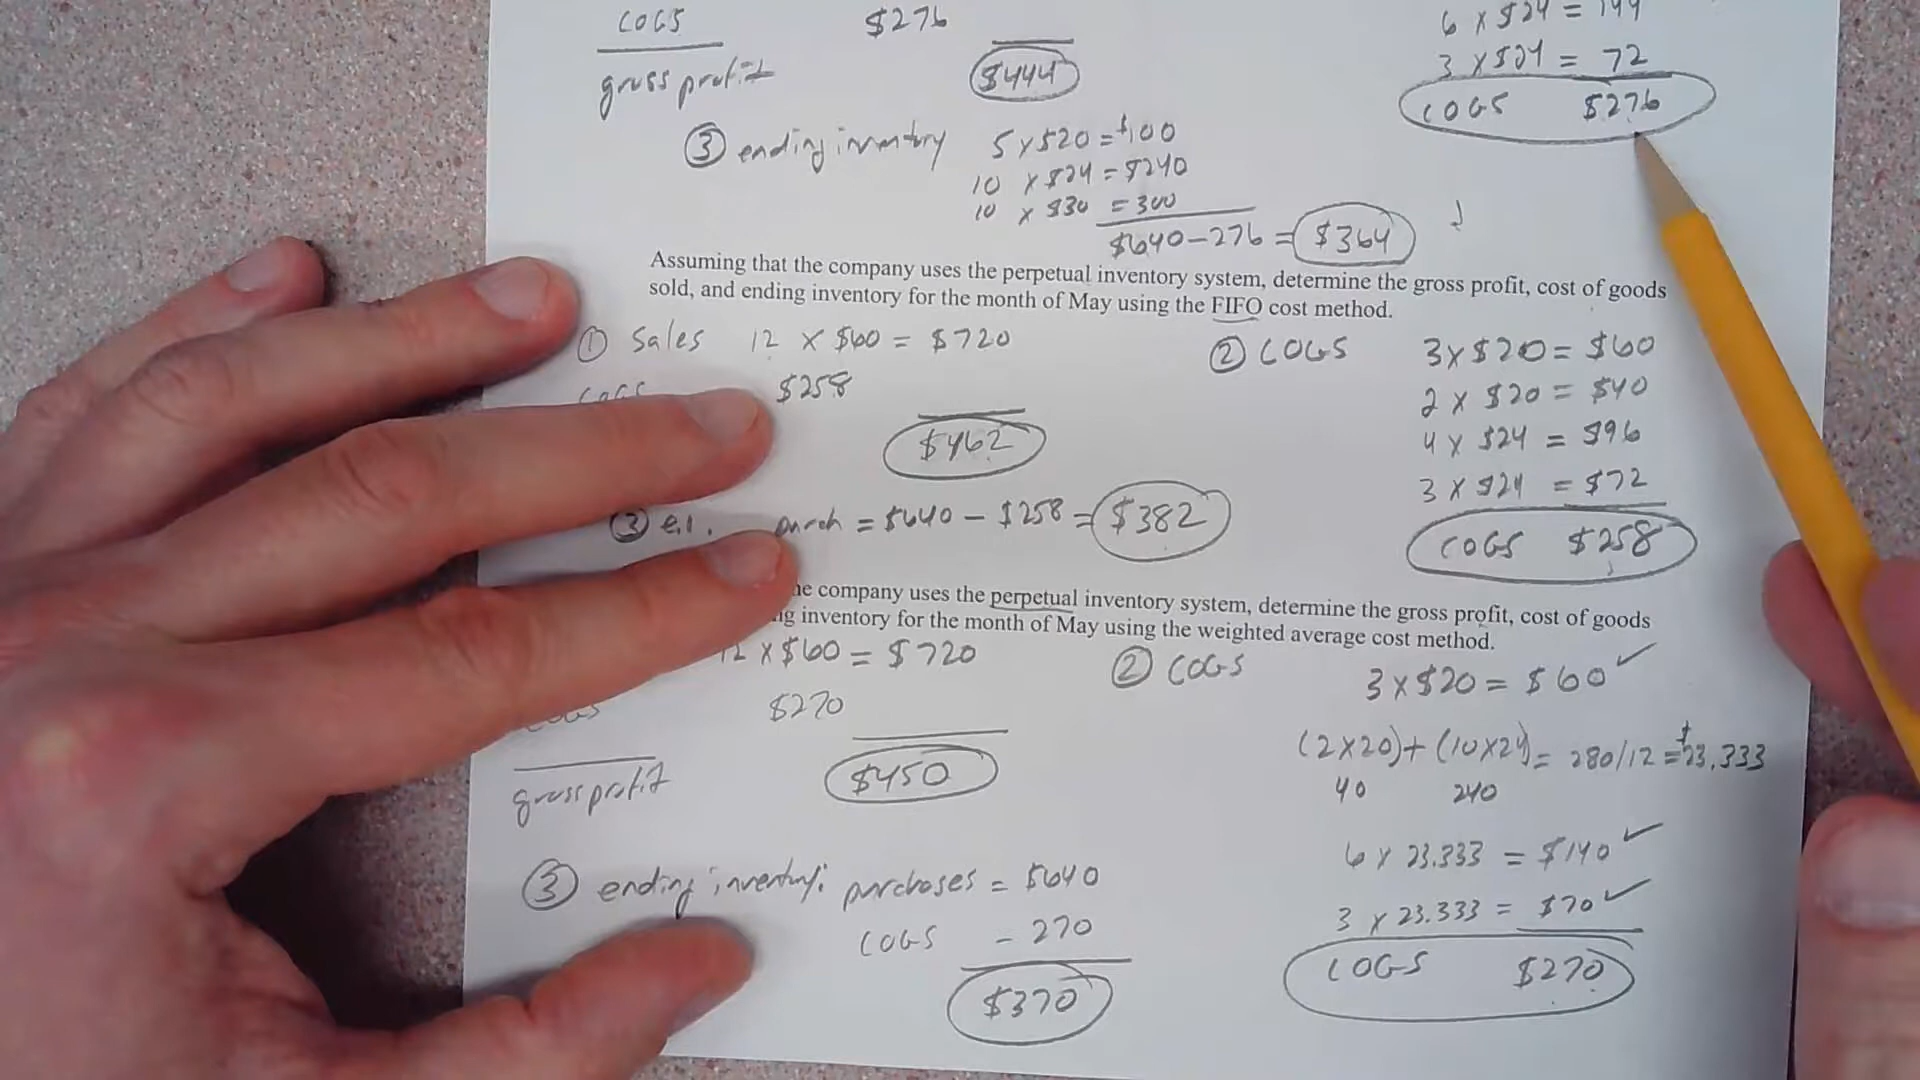 COGS $276
6 x $24 = 144
3 x $24 = 72
COGS $276
gross profit $444
③ ending inventory 5 x $20 = $100
10 x $24 = $240
10 x $30 = 300
$640 - 276 = $364
Assuming that the company uses the perpetual inventory system, determine the gross profit, cost of goods
sold, and ending inventory for the month of May using the FIFO cost method.
① Sales 12 x $60 = $720
COGS $258
$462
② COGS 3 x $20 = $60
2 x $20 = $40
4 x $24 = $96
3 x $24 = $72
COGS $258
③ e.i. purch = $640 - $258 = $382
company uses the perpetual inventory system, determine the gross profit, cost of goods
inventory for the month of May using the weighted average cost method.
12 x $60 = $720
COGS $270
gross profit $450
② COGS 3 x $20 = $60 ✓
(2x20) + (10x24) = 280/12 = $23.333
40 240
6 x 23.333 = $140 ✓
3 x 23.333 = $70 ✓
COGS $270
③ ending inventory: purchases = $640
COGS - 270
$370